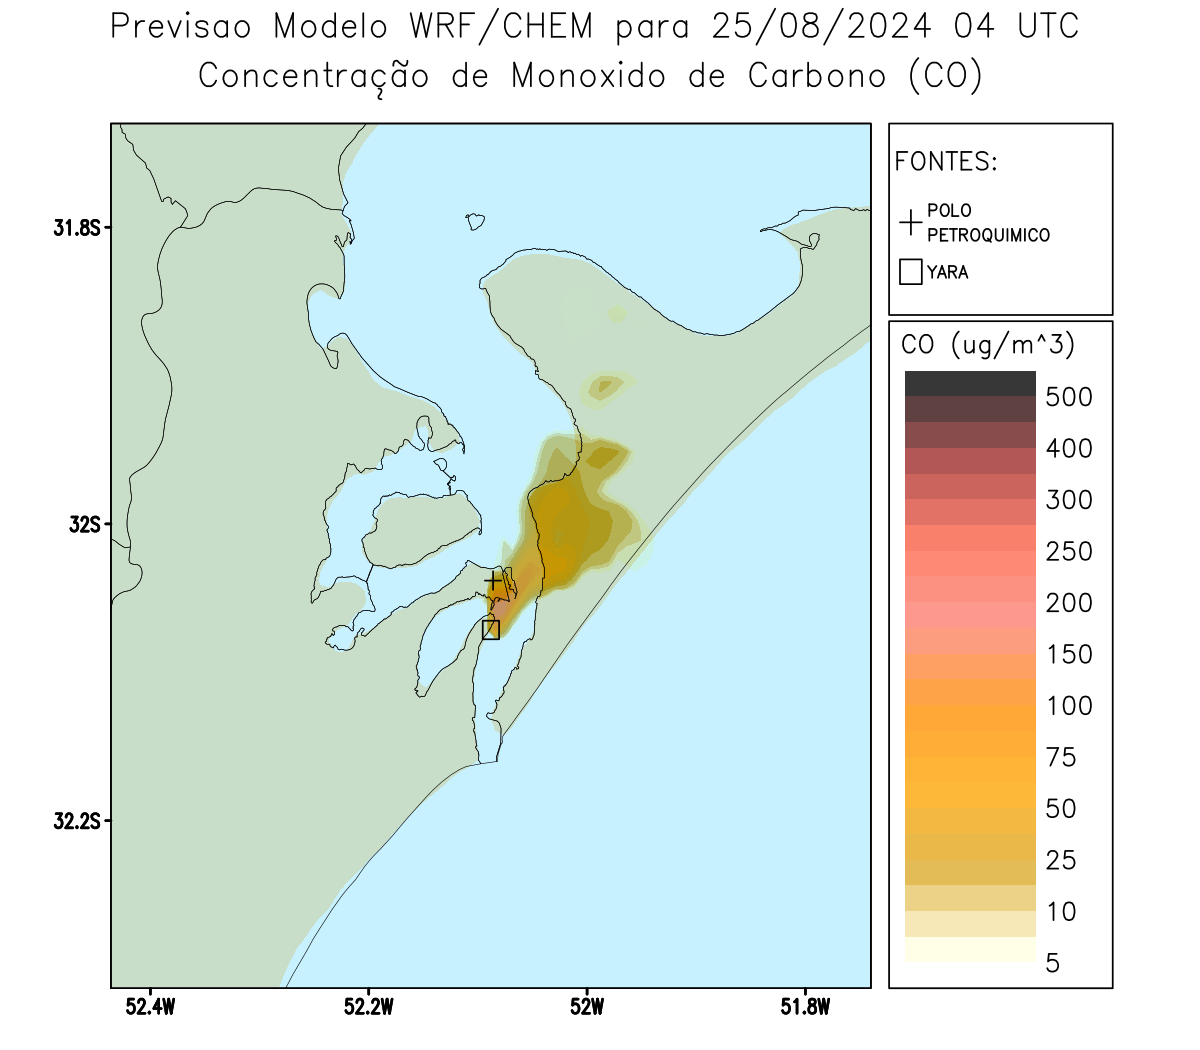 Previsao Modelo WRF/CHEM para 25/08/2024 04 UTC
Concentração de Monoxido de Carbono (CO)
FONTES:
POLO
PETROQUIMICO
YARA
CO (ug/m^3)
500
400
300
250
200
150
100
75
50
25
10
5
31.8S
32S
32.2S
52.4W
52.2W
52W
51.8W